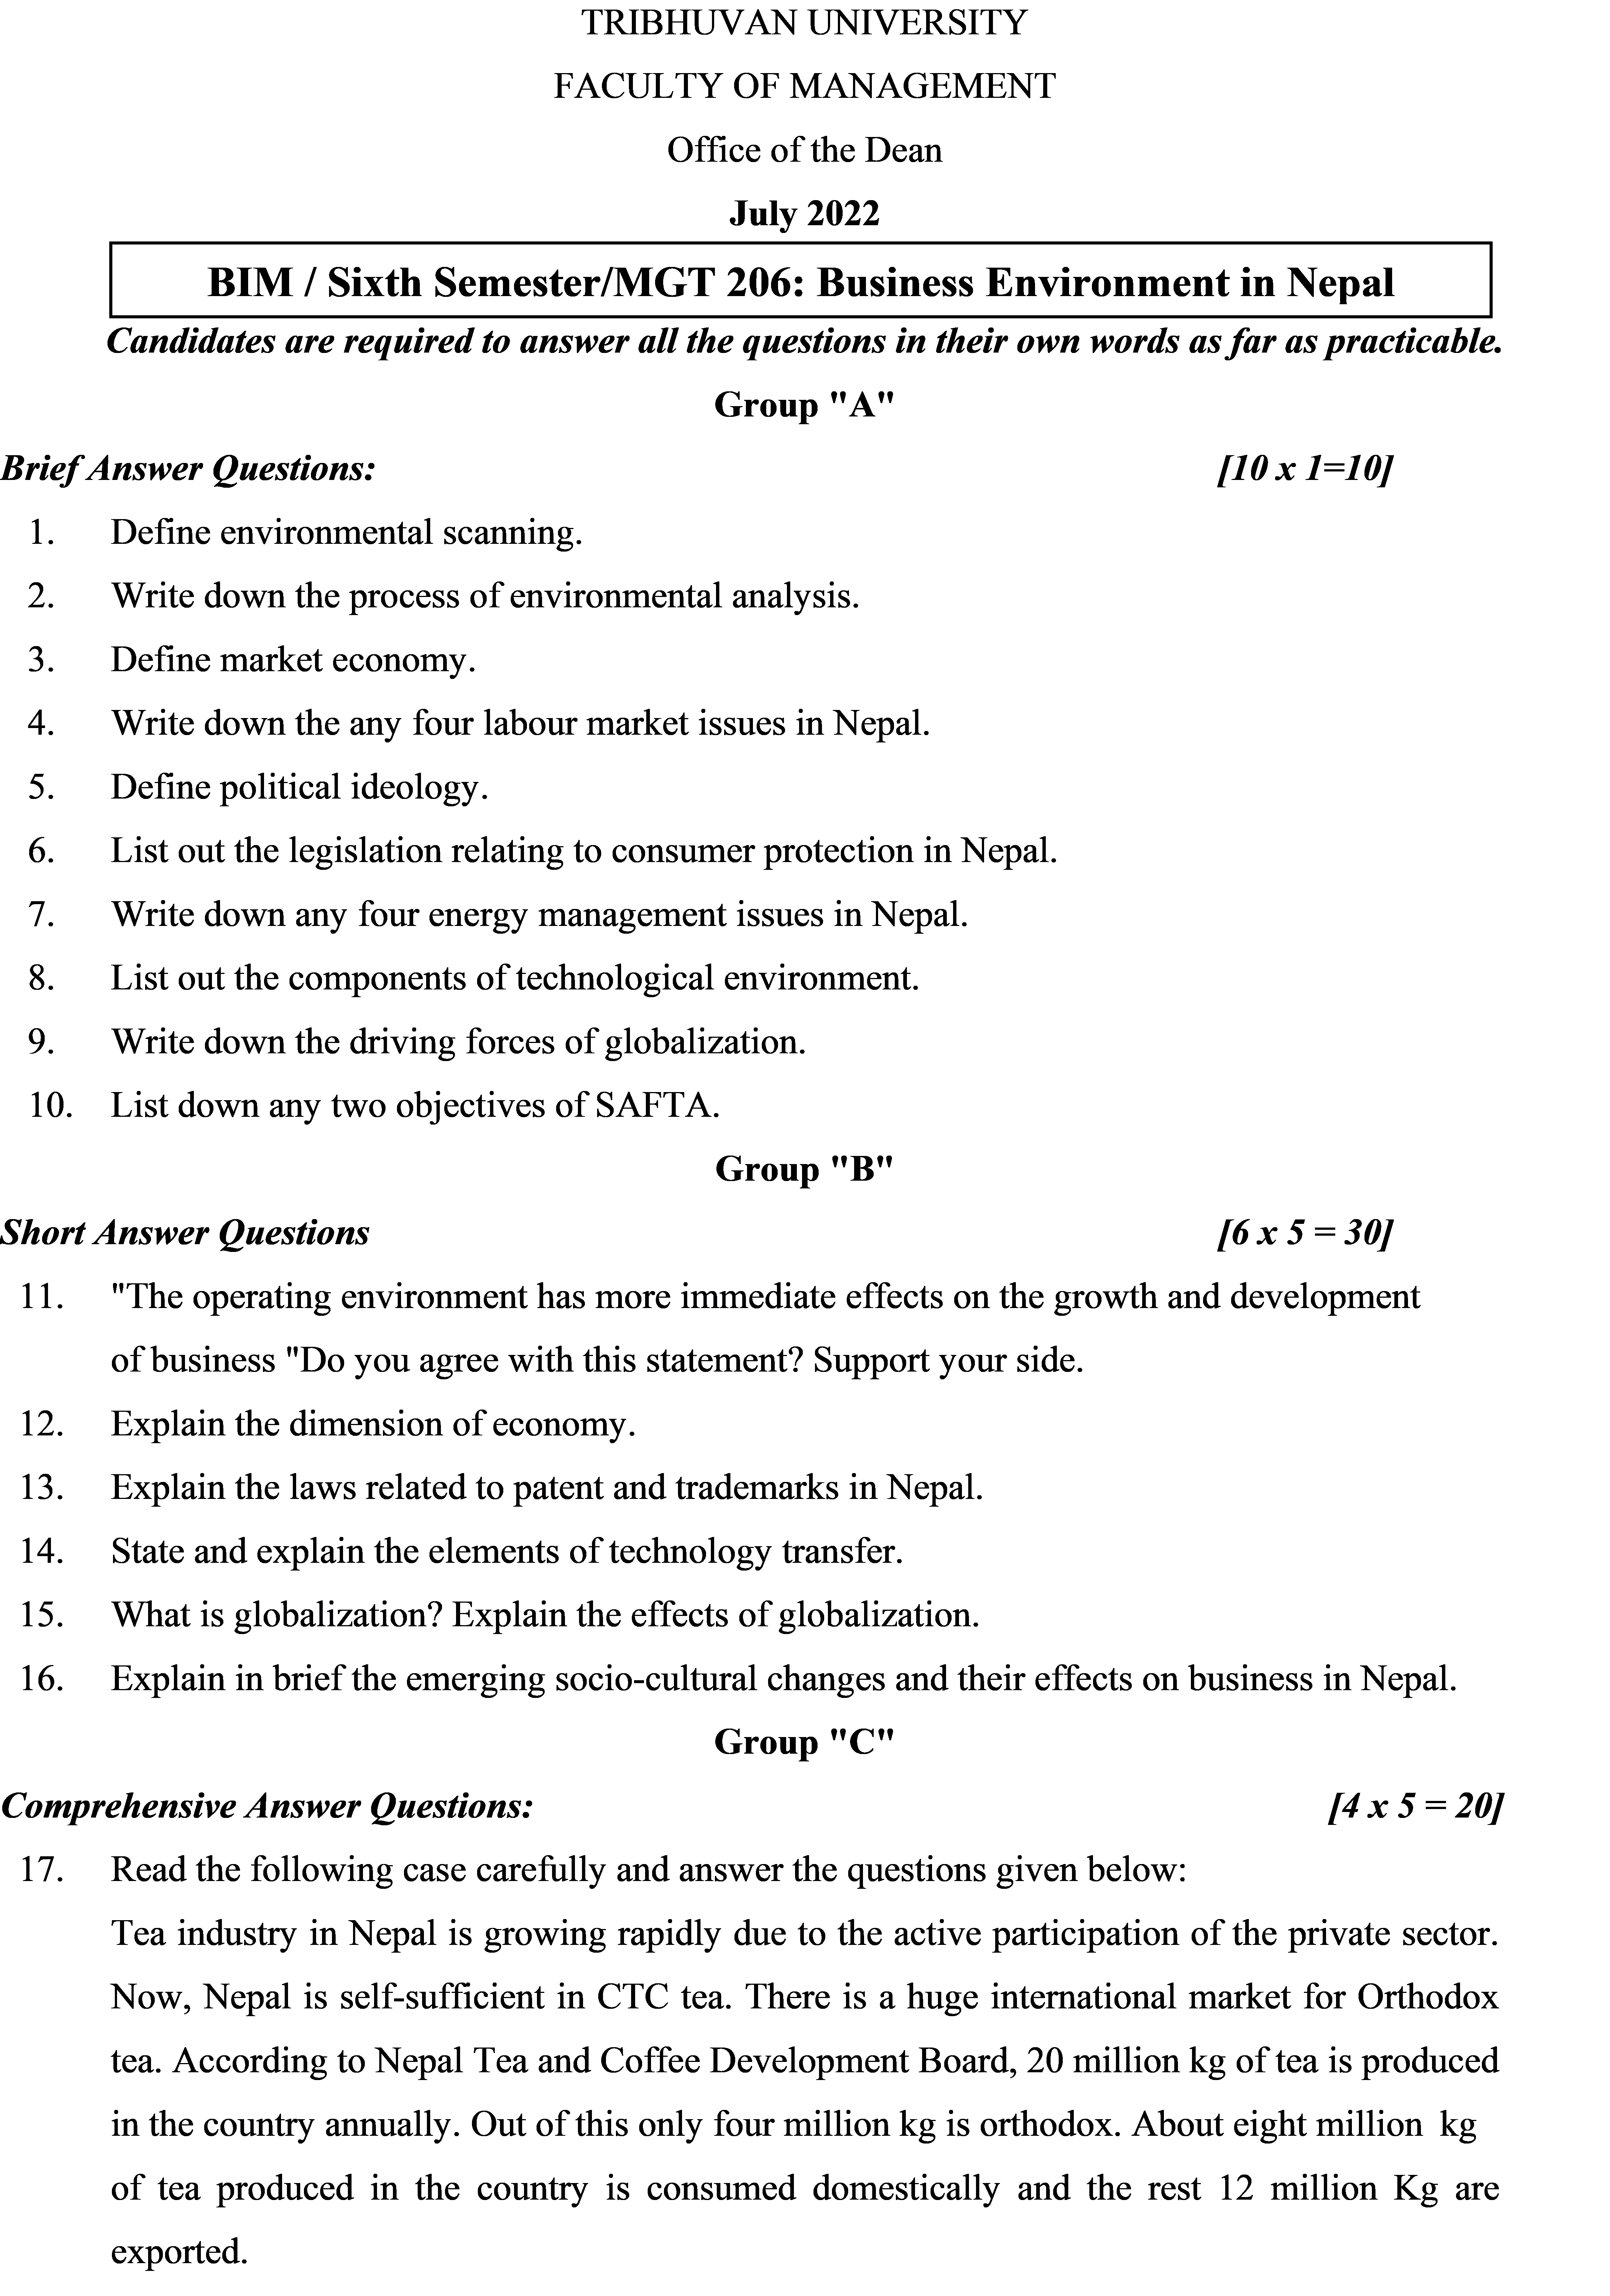 TRIBHUVAN UNIVERSITY
FACULTY OF MANAGEMENT
Office of the Dean
July 2022
BIM / Sixth Semester/MGT 206: Business Environment in Nepal
Candidates are required to answer all the questions in their own words as far as practicable.
Group "A"
Brief Answer Questions: [10 x 1=10]
1. Define environmental scanning.
2. Write down the process of environmental analysis.
3. Define market economy.
4. Write down the any four labour market issues in Nepal.
5. Define political ideology.
6. List out the legislation relating to consumer protection in Nepal.
7. Write down any four energy management issues in Nepal.
8. List out the components of technological environment.
9. Write down the driving forces of globalization.
10. List down any two objectives of SAFTA.
Group "B"
Short Answer Questions [6 x 5 = 30]
11. "The operating environment has more immediate effects on the growth and development
of business "Do you agree with this statement? Support your side.
12. Explain the dimension of economy.
13. Explain the laws related to patent and trademarks in Nepal.
14. State and explain the elements of technology transfer.
15. What is globalization? Explain the effects of globalization.
16. Explain in brief the emerging socio-cultural changes and their effects on business in Nepal.
Group "C"
Comprehensive Answer Questions: [4 x 5 = 20]
17. Read the following case carefully and answer the questions given below:
Tea industry in Nepal is growing rapidly due to the active participation of the private sector.
Now, Nepal is self-sufficient in CTC tea. There is a huge international market for Orthodox
tea. According to Nepal Tea and Coffee Development Board, 20 million kg of tea is produced
in the country annually. Out of this only four million kg is orthodox. About eight million kg
of tea produced in the country is consumed domestically and the rest 12 million Kg are
exported.